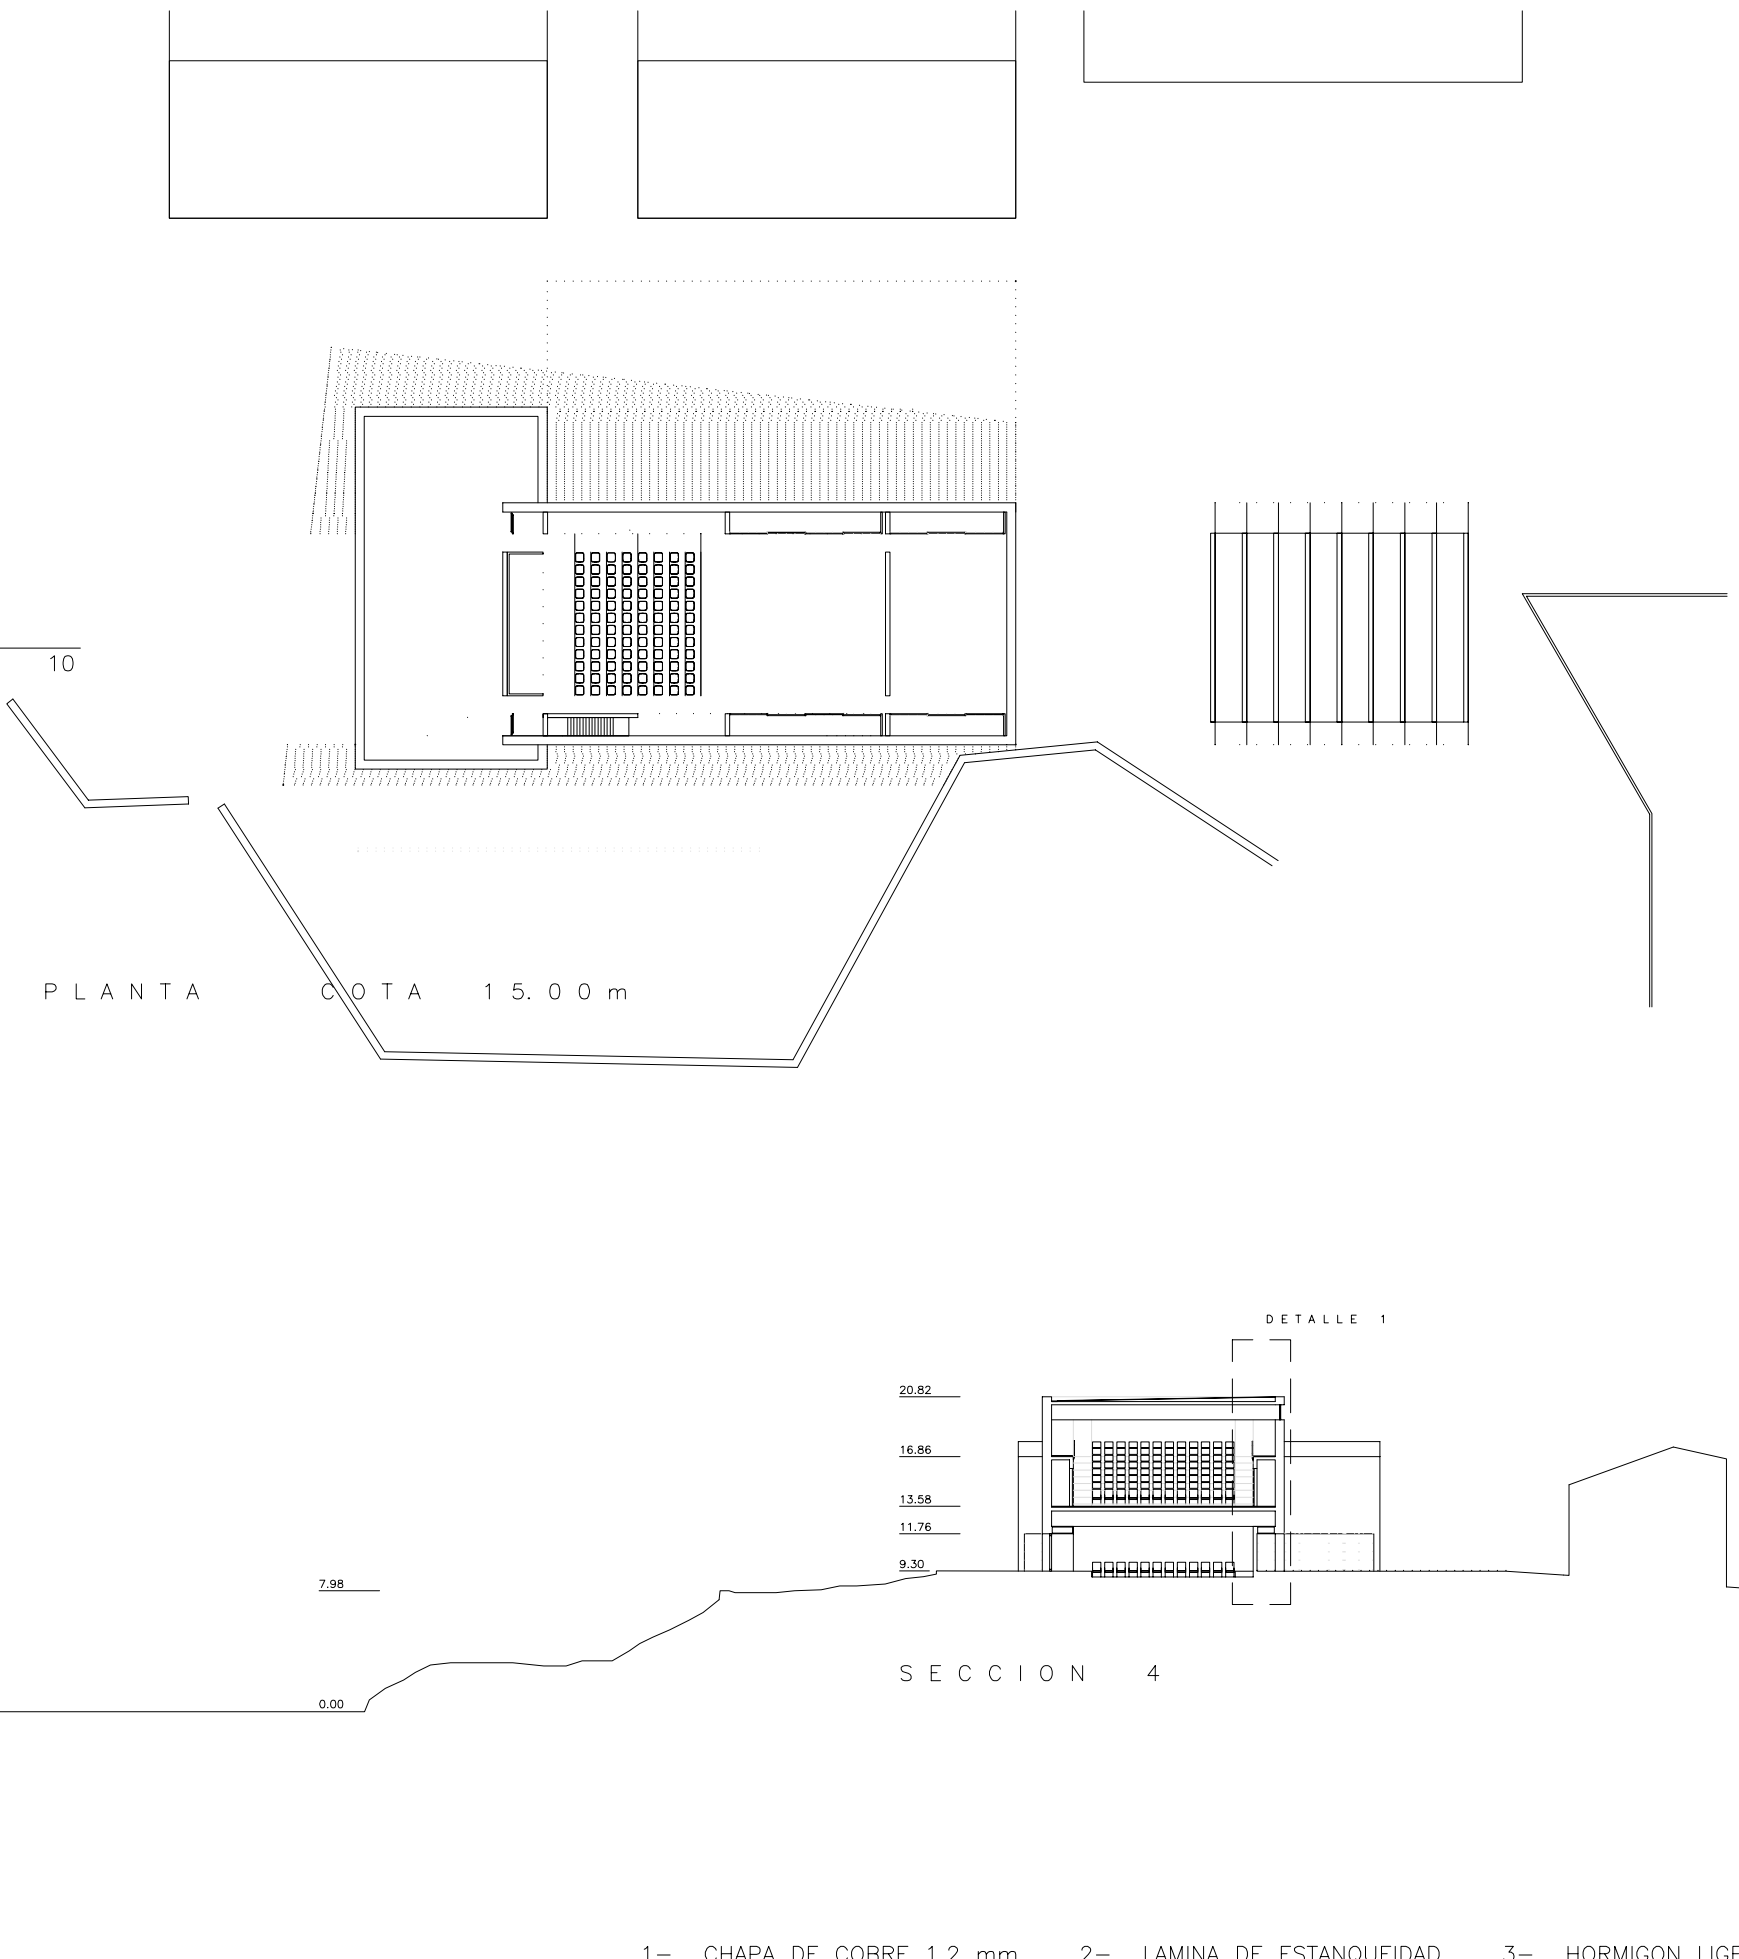 10
PLANTA COTA 15.00m
DETALLE 1
20.82
16.86
13.58
11.76
9.30
7.98
SECCION 4
0.00
1- CHAPA DE COBRE 1.2 mm 2- LAMINA DE ESTANQUEIDAD 3- HORMIGON LIGE